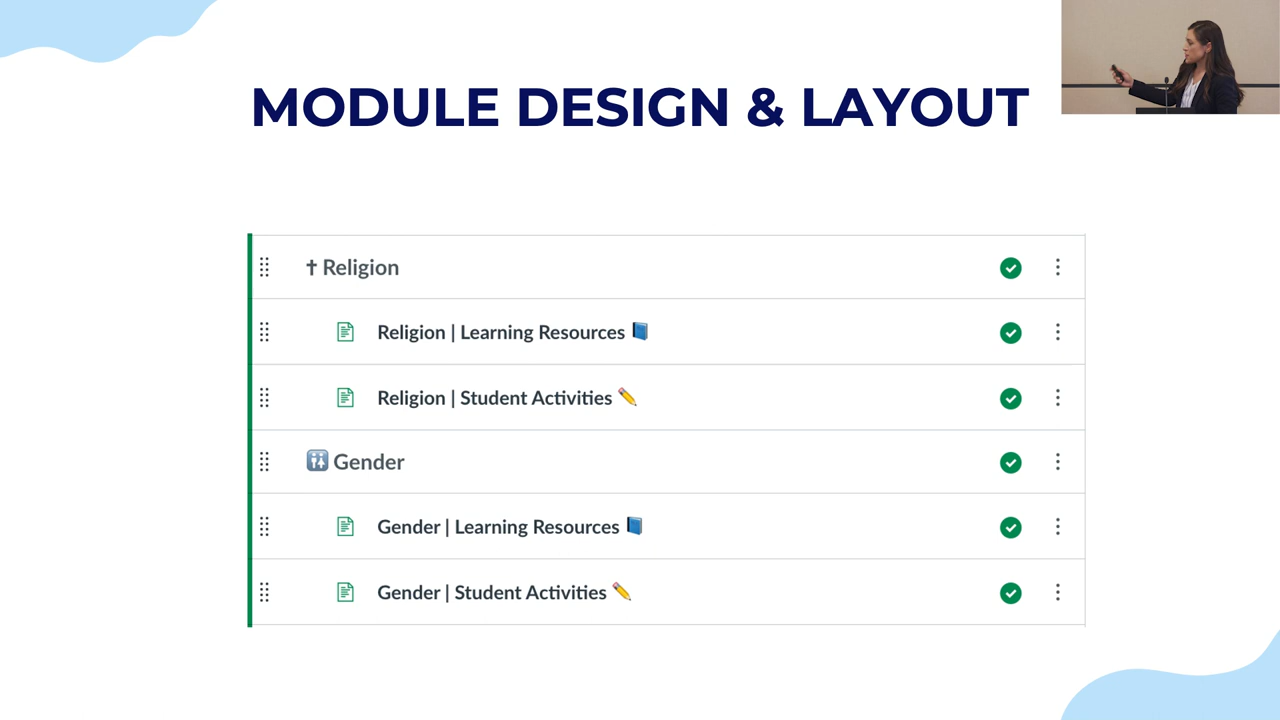 MODULE DESIGN & LAYOUT
✝ Religion
Religion | Learning Resources 📘
Religion | Student Activities ✏️
🚻 Gender
Gender | Learning Resources 📘
Gender | Student Activities ✏️